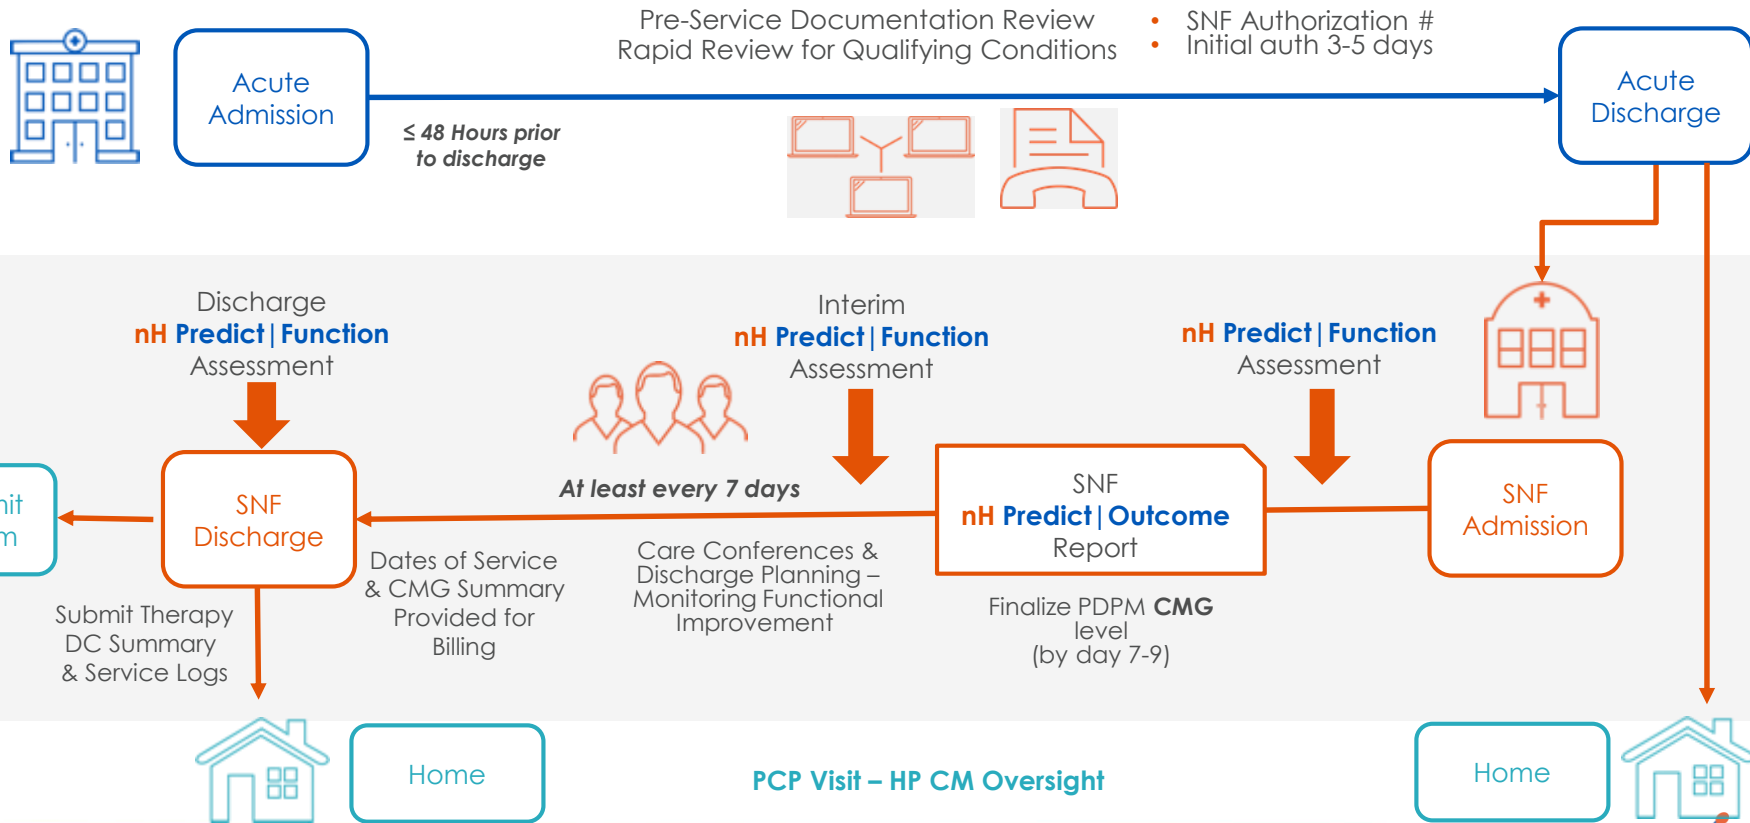 Pre-Service Documentation Review
Rapid Review for Qualifying Conditions
• SNF Authorization #
• Initial auth 3-5 days
Acute
Admission
Acute
Discharge
≤ 48 Hours prior
to discharge
Discharge
nH Predict|Function
Assessment
Interim
nH Predict|Function
Assessment
nH Predict|Function
Assessment
SNF
Discharge
At least every 7 days
SNF
nH Predict|Outcome
Report
SNF
Admission
Submit Therapy
DC Summary
& Service Logs
Dates of Service
& CMG Summary
Provided for
Billing
Care Conferences &
Discharge Planning –
Monitoring Functional
Improvement
Finalize PDPM CMG
level
(by day 7-9)
Home
PCP Visit – HP CM Oversight
Home